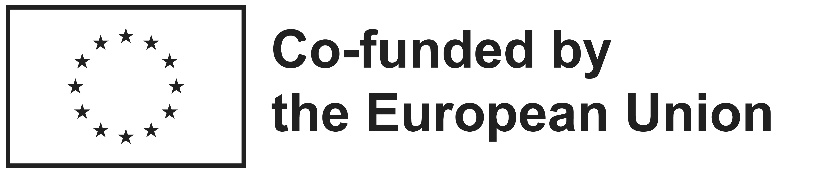 Co-funded by
the European Union